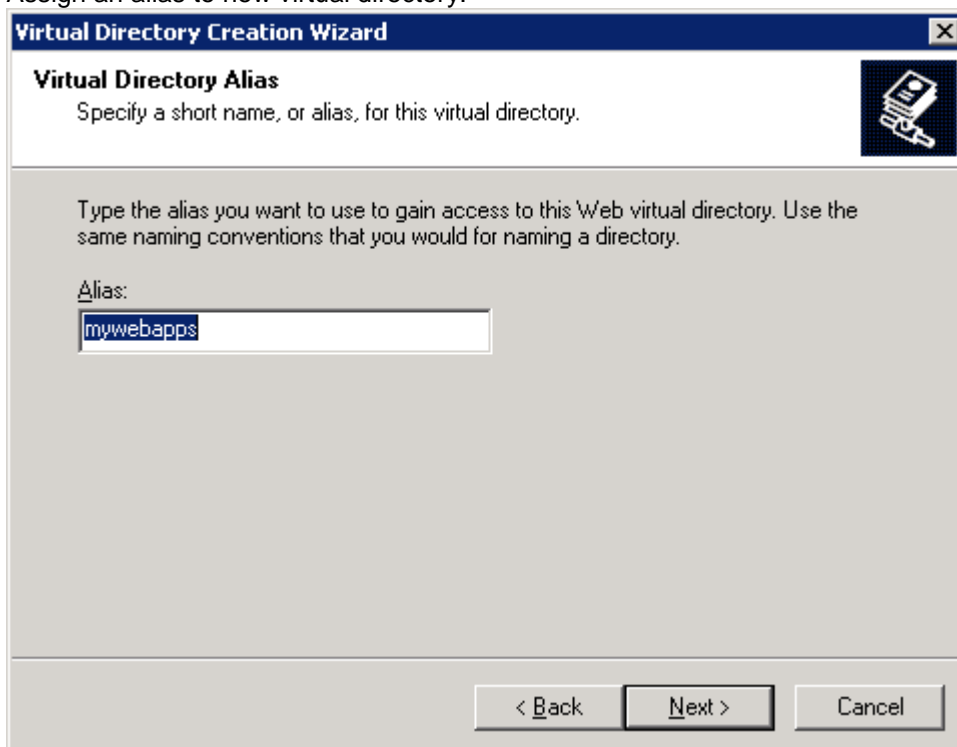 Assign an alias to new virtual directory.
Virtual Directory Creation Wizard
Virtual Directory Alias
Specify a short name, or alias, for this virtual directory.
Type the alias you want to use to gain access to this Web virtual directory. Use the
same naming conventions that you would for naming a directory.
Alias:
mywebapps
< Back Next > Cancel